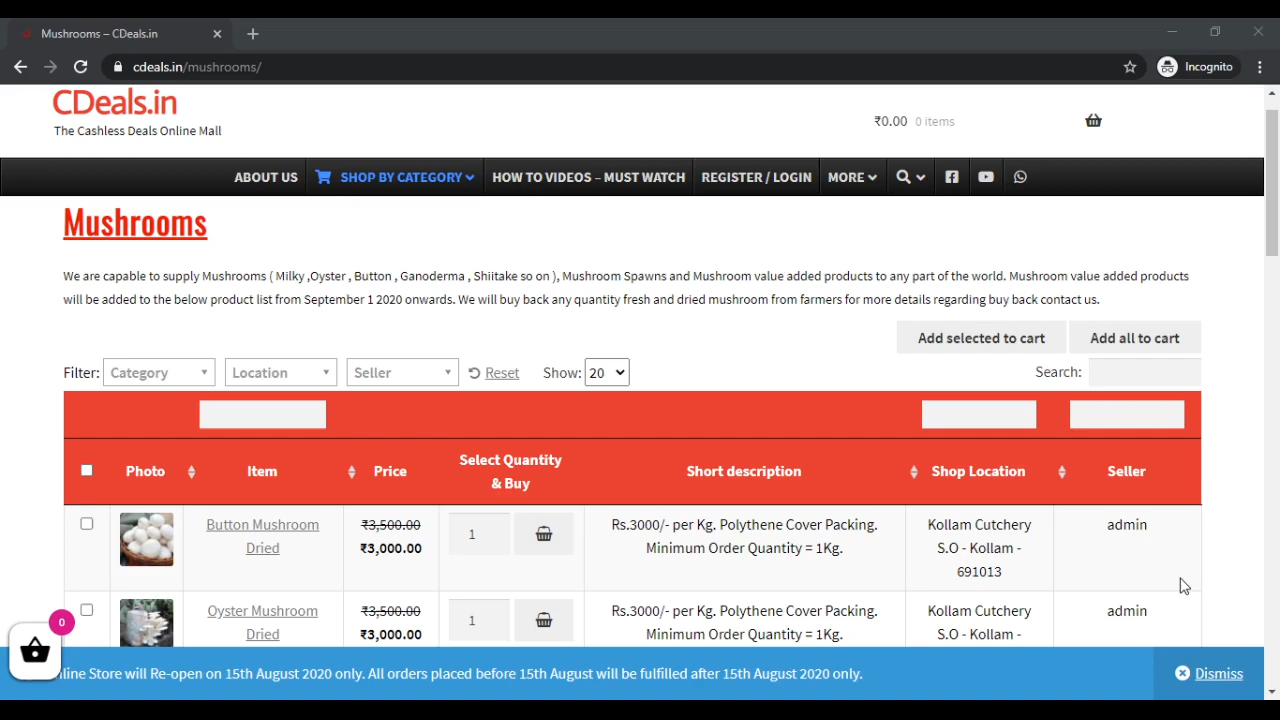 Mushrooms – CDeals.in
cdeals.in/mushrooms/
Incognito
CDeals.in
The Cashless Deals Online Mall
₹0.00 0 items
ABOUT US SHOP BY CATEGORY HOW TO VIDEOS – MUST WATCH REGISTER / LOGIN MORE
Mushrooms
We are capable to supply Mushrooms ( Milky ,Oyster , Button , Ganoderma , Shiitake so on ), Mushroom Spawns and Mushroom value added products to any part of the world. Mushroom value added products
will be added to the below product list from September 1 2020 onwards. We will buy back any quantity fresh and dried mushroom from farmers for more details regarding buy back contact us.
Add selected to cart Add all to cart
Filter: Category Location Seller Reset Show: 20 Search:
Photo Item Price Select Quantity
& Buy
Short description Shop Location Seller
Button Mushroom
Dried
₹3,500.00
₹3,000.00
1
Rs.3000/- per Kg. Polythene Cover Packing.
Minimum Order Quantity = 1Kg.
Kollam Cutchery
S.O - Kollam -
691013
admin
Oyster Mushroom
Dried
₹3,500.00
₹3,000.00
1
Rs.3000/- per Kg. Polythene Cover Packing.
Minimum Order Quantity = 1Kg.
Kollam Cutchery
S.O - Kollam -
admin
0
Store will Re-open on 15th August 2020 only. All orders placed before 15th August will be fulfilled after 15th August 2020 only.
Dismiss